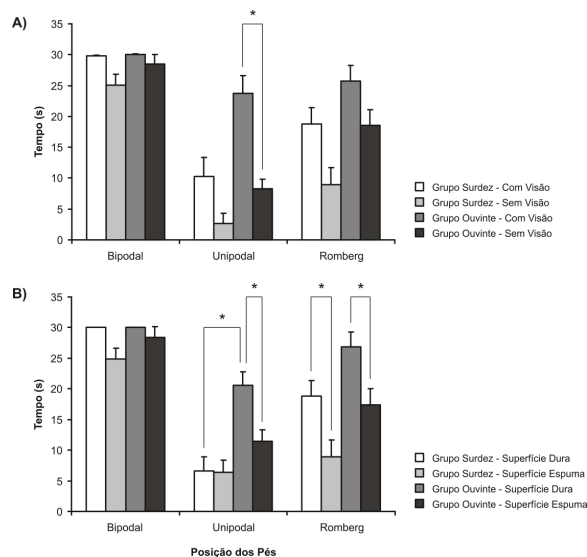 A)
Tempo (s)
35
30
25
20
15
10
5
0
*
Bipodal
Unipodal
Romberg
Grupo Surdez - Com Visão
Grupo Surdez - Sem Visão
Grupo Ouvinte - Com Visão
Grupo Ouvinte - Sem Visão
B)
Tempo (s)
35
30
25
20
15
10
5
0
*
*
*
*
Bipodal
Unipodal
Romberg
Grupo Surdez - Superfície Dura
Grupo Surdez - Superfície Espuma
Grupo Ouvinte - Superfície Dura
Grupo Ouvinte - Superfície Espuma
Posição dos Pés